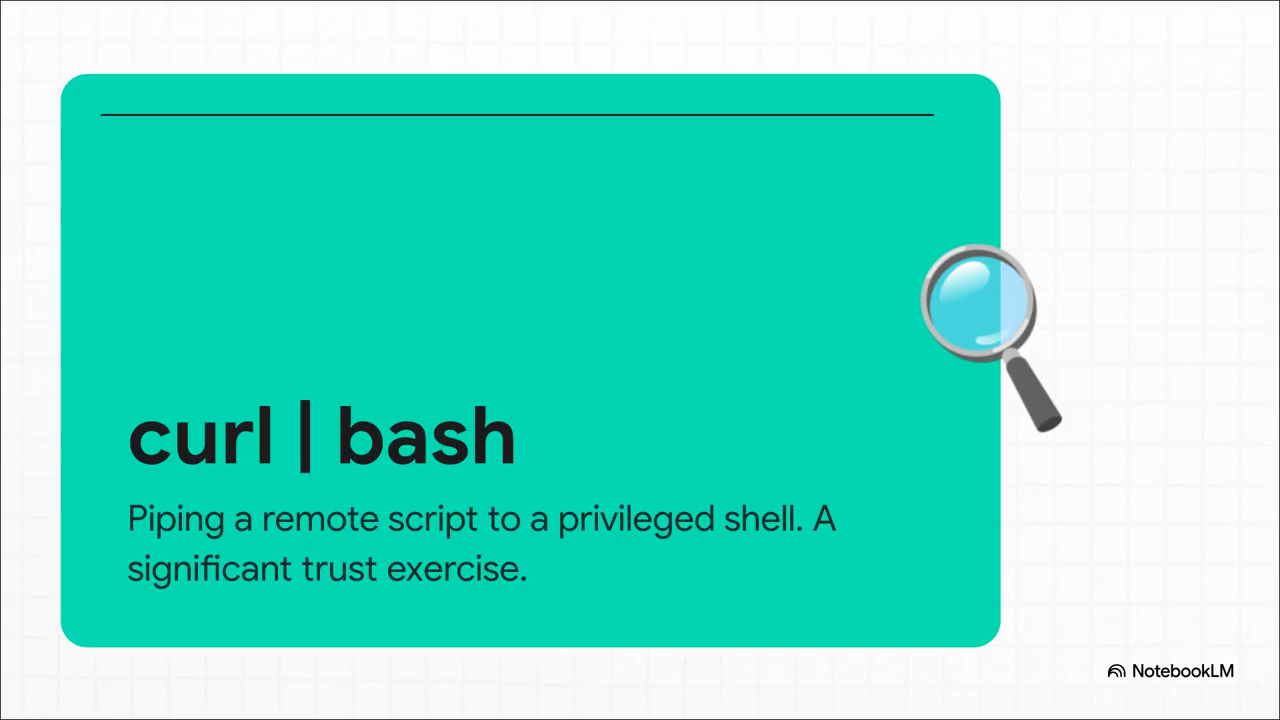 curl | bash
Piping a remote script to a privileged shell. A
significant trust exercise.
NotebookLM